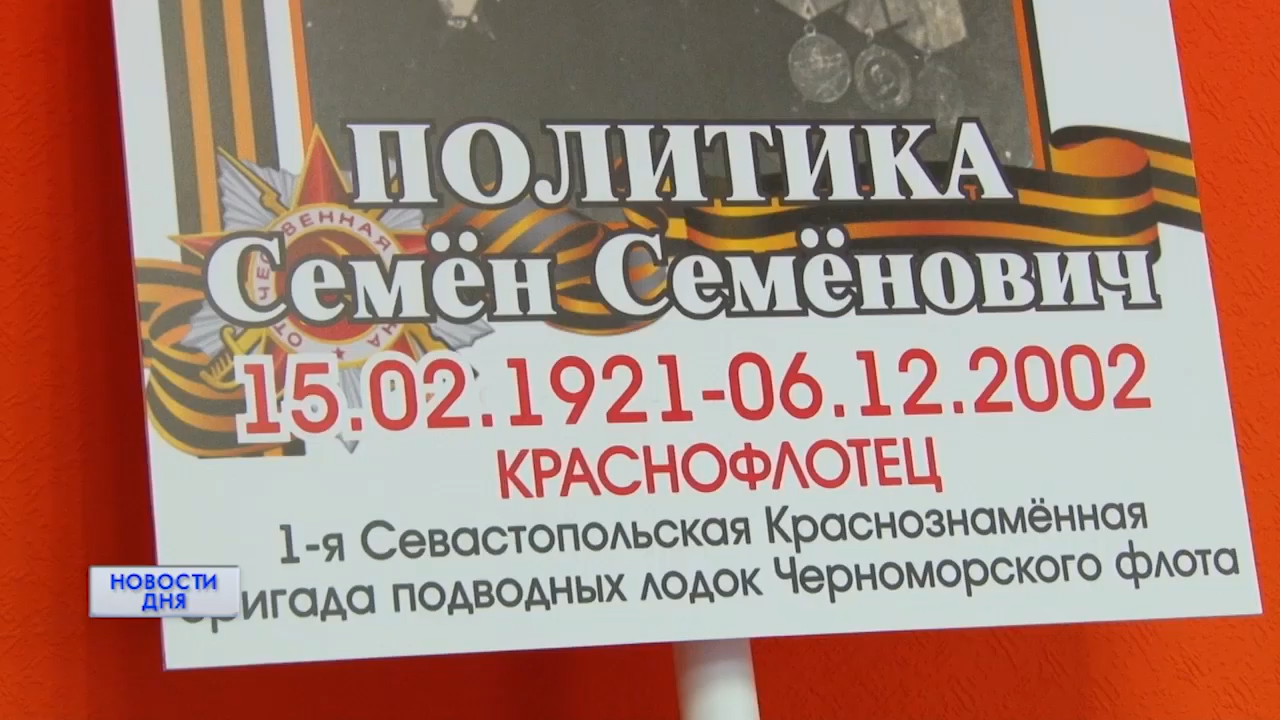 ПОЛИТИКА
Семён Семёнович
15.02.1921-06.12.2002
КРАСНОФЛОТЕЦ
1-я Севастопольская Краснознамённая
бригада подводных лодок Черноморского флота
НОВОСТИ
ДНЯ